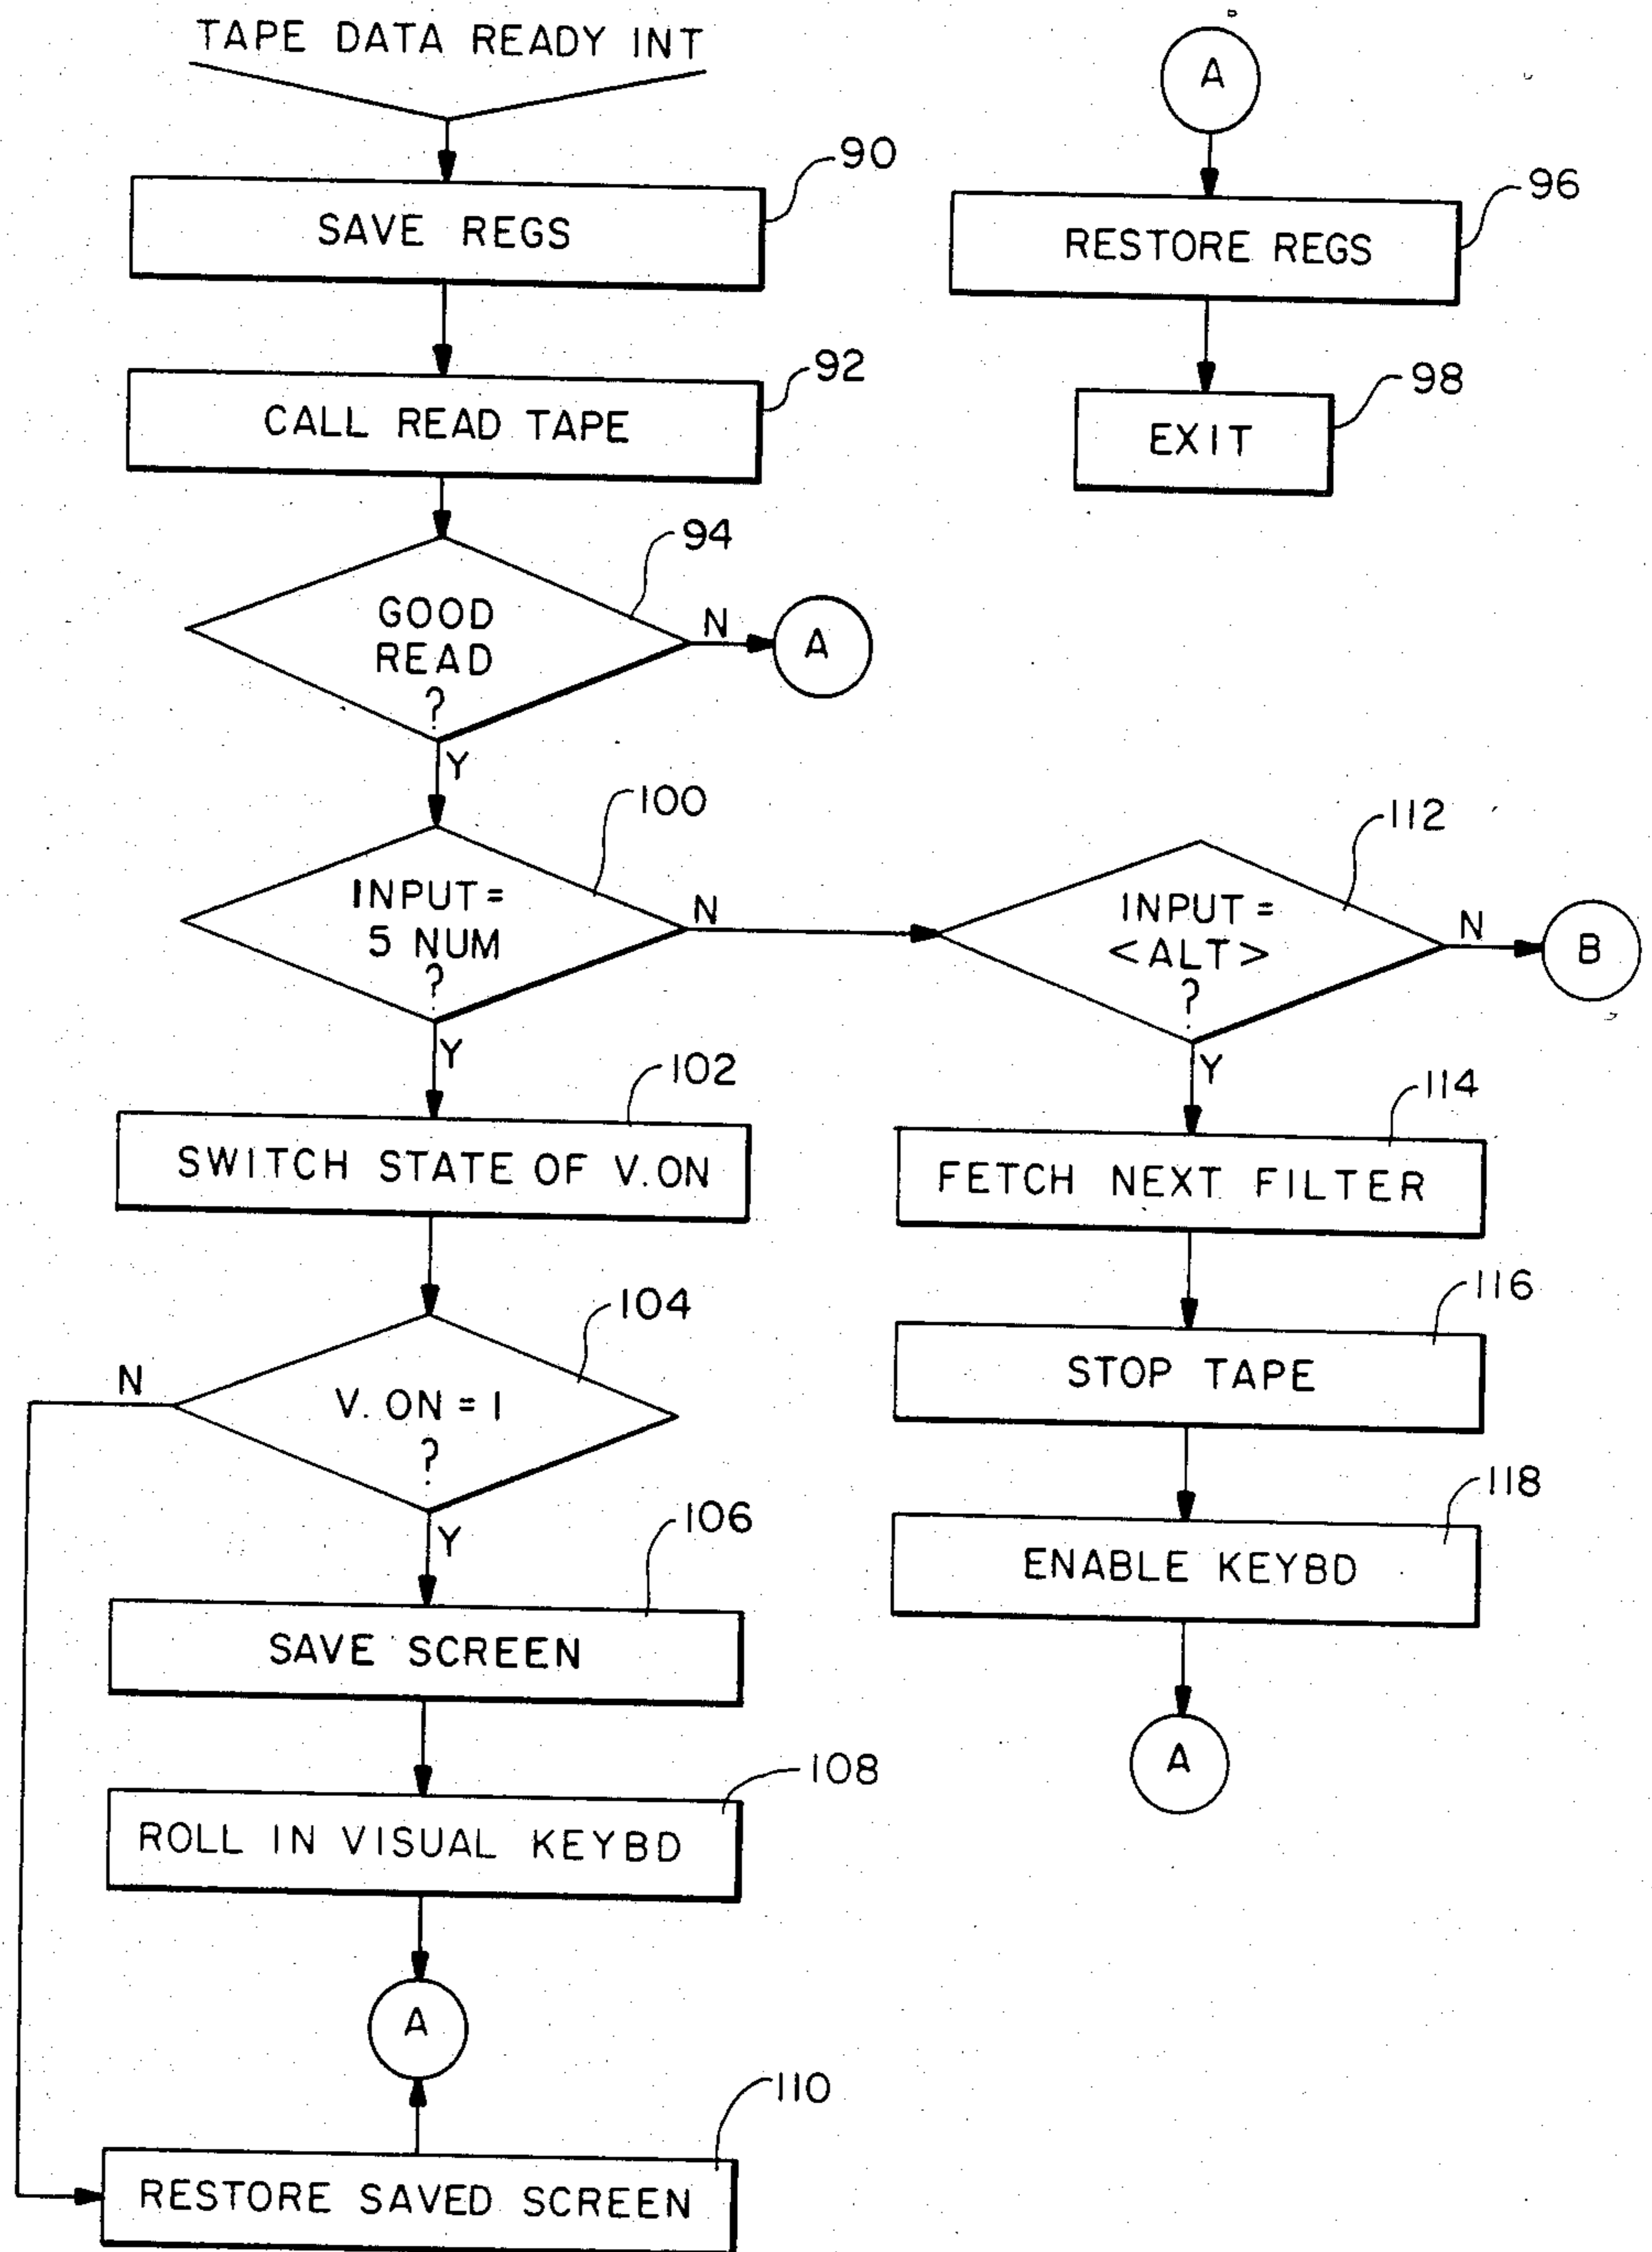 TAPE DATA READY INT
90
SAVE REGS
92
CALL READ TAPE
94
GOOD
READ
?
N
A
Y
100
INPUT =
5 NUM
?
N
Y
102
SWITCH STATE OF V.ON
104
N
V. ON = 1
?
Y
106
SAVE SCREEN
108
ROLL IN VISUAL KEYBD
A
110
RESTORE SAVED SCREEN
A
96
RESTORE REGS
98
EXIT
112
INPUT =
<ALT>
?
N
B
Y
114
FETCH NEXT FILTER
116
STOP TAPE
118
ENABLE KEYBD
A